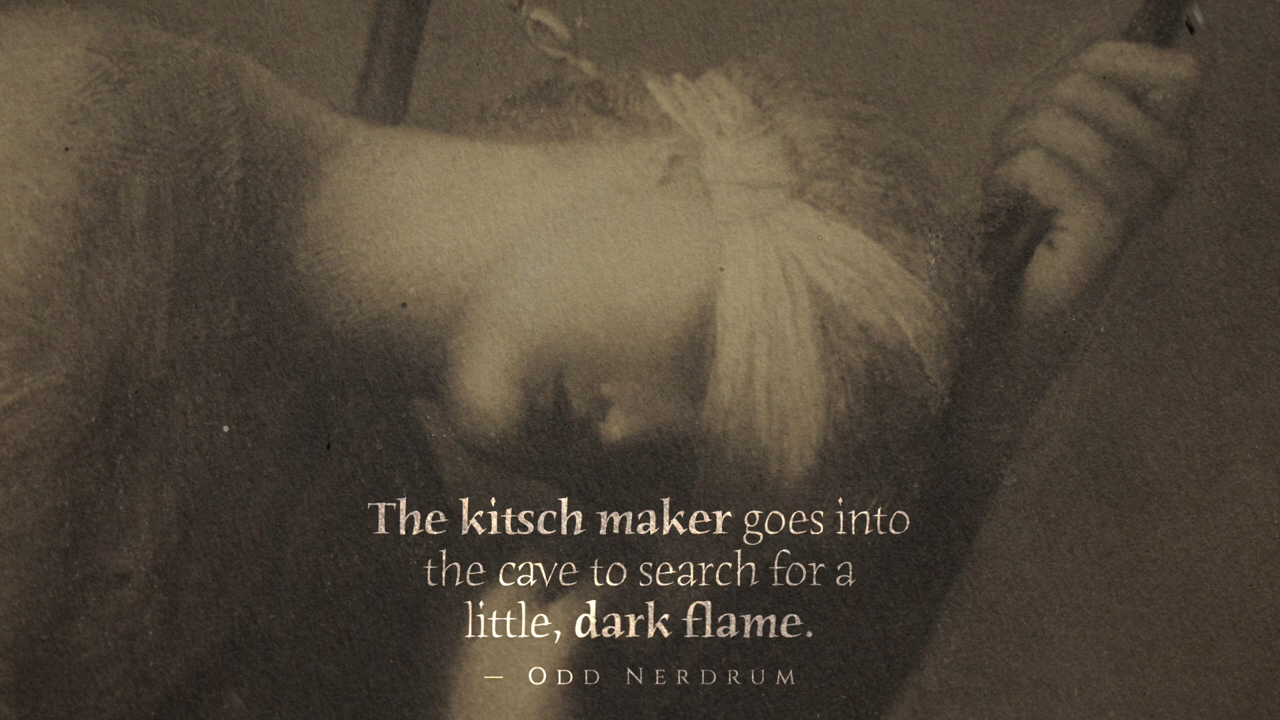 The kitsch maker goes into
the cave to search for a
little, dark flame.
— Odd Nerdrum